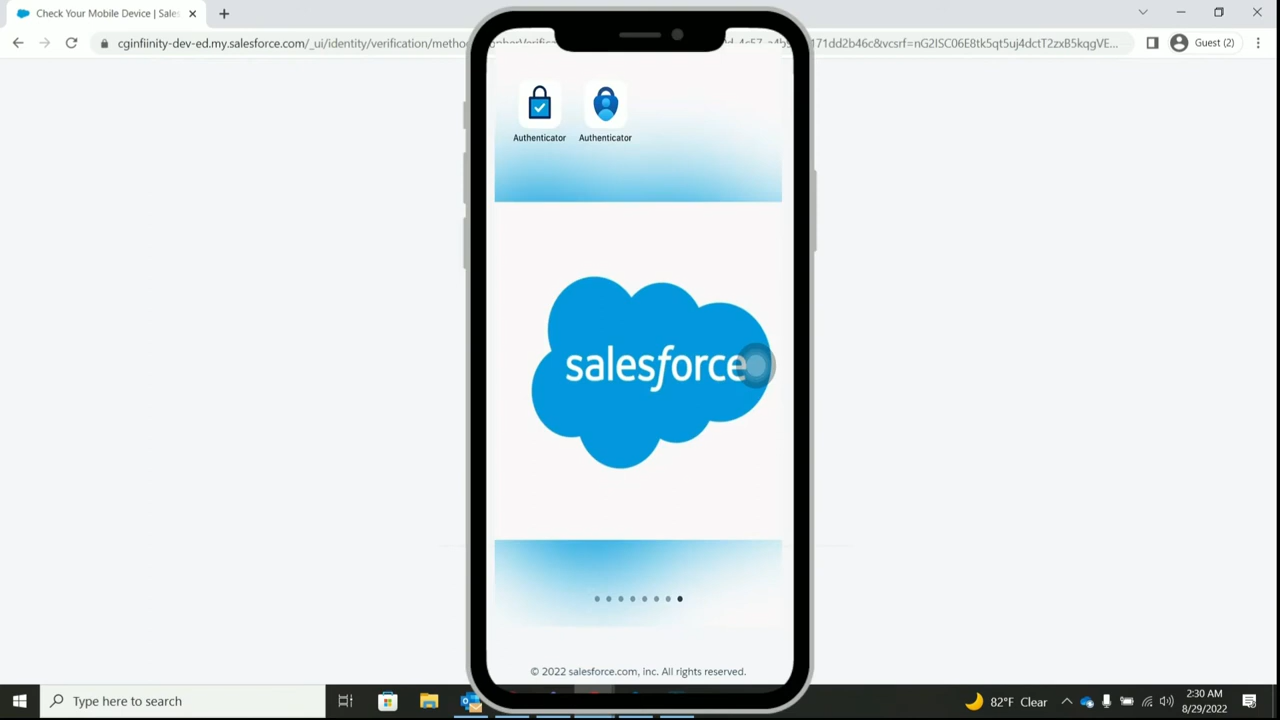 Check Your Mobile Device | Sales
cginfiinity-dev-ed.my.salesforce.com/_ui/identity/verification/metho
171dd2b46c&vcsrf=nG2ISC06E8tk5qt5uj4dctT2zxB5kqgVE...
Guest (2)
Authenticator
Authenticator
salesforce
© 2022 salesforce.com, inc. All rights reserved.
Type here to search
82°F Clear
2:30 AM
8/29/2022